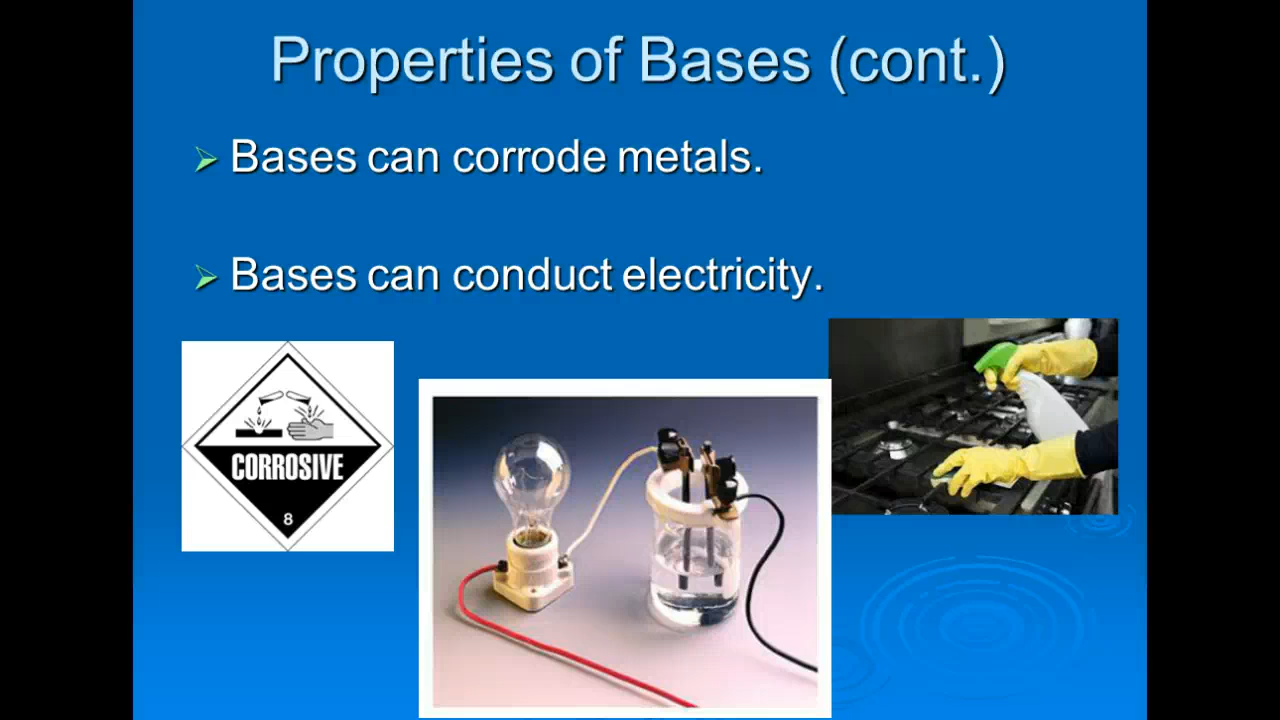 Properties of Bases (cont.)
Bases can corrode metals.
Bases can conduct electricity.
CORROSIVE
8